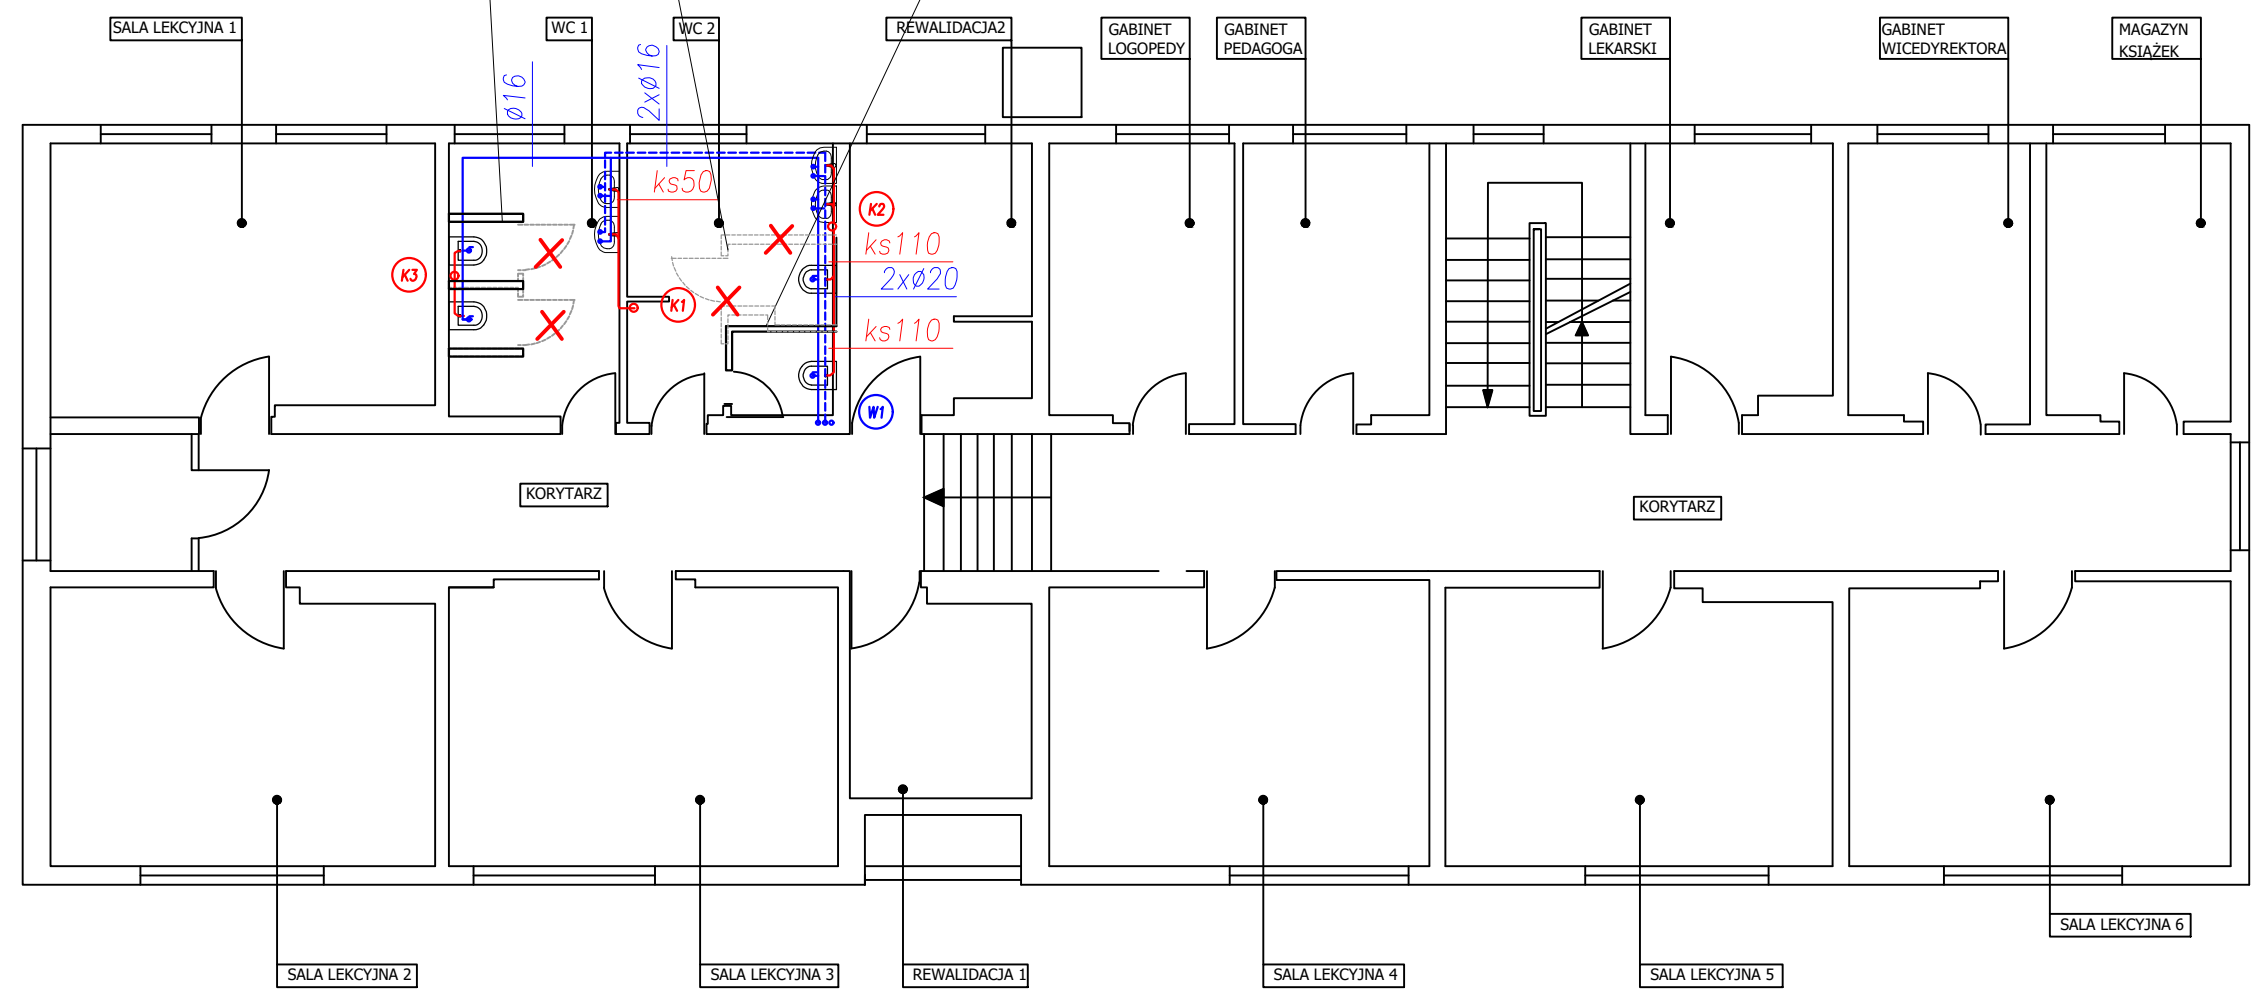 SALA LEKCYJNA 1
WC 1
WC 2
REWALIDACJA2
GABINET
LOGOPEDY
GABINET
PEDAGOGA
GABINET
LEKARSKI
GABINET
WICEDYREKTORA
MAGAZYN
KSIĄŻEK
ø16
2xø16
ks50
K2
ks110
2xø20
K3
K1
ks110
W1
KORYTARZ
KORYTARZ
SALA LEKCYJNA 6
SALA LEKCYJNA 2
SALA LEKCYJNA 3
REWALIDACJA 1
SALA LEKCYJNA 4
SALA LEKCYJNA 5